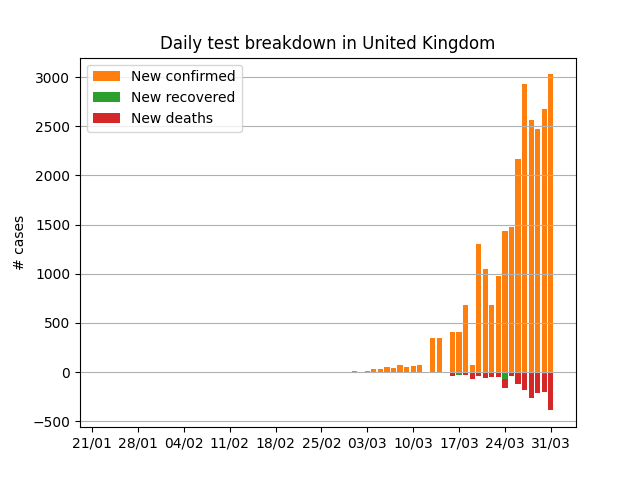 Daily test breakdown in United Kingdom
New confirmed
New recovered
New deaths
# cases
3000
2500
2000
1500
1000
500
0
−500
21/01 28/01 04/02 11/02 18/02 25/02 03/03 10/03 17/03 24/03 31/03